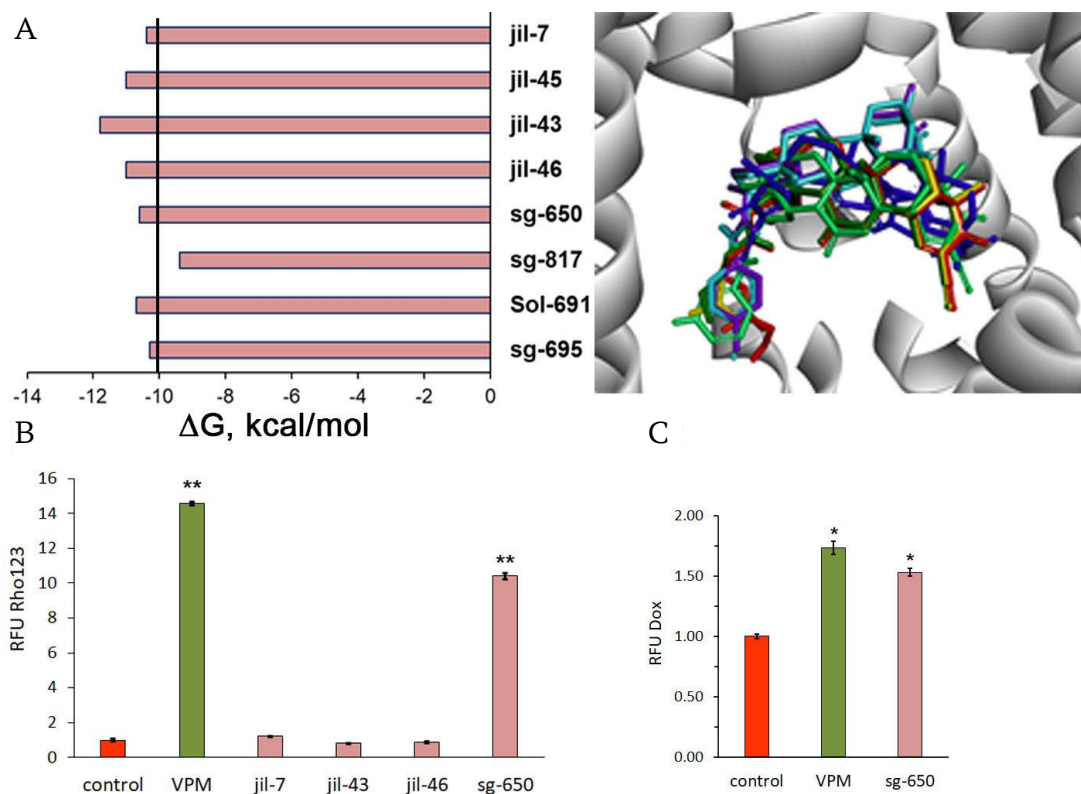 A
jil-7
jil-45
jil-43
jil-46
sg-650
sg-817
Sol-691
sg-695
-14 -12 -10 -8 -6 -4 -2 0
ΔG, kcal/mol
B
C
16
14
12
10
8
6
4
2
0
RFU Rho123
**
**
control VPM jil-7 jil-43 jil-46 sg-650
2.00
1.50
1.00
0.50
0.00
RFU Dox
*
*
control VPM sg-650